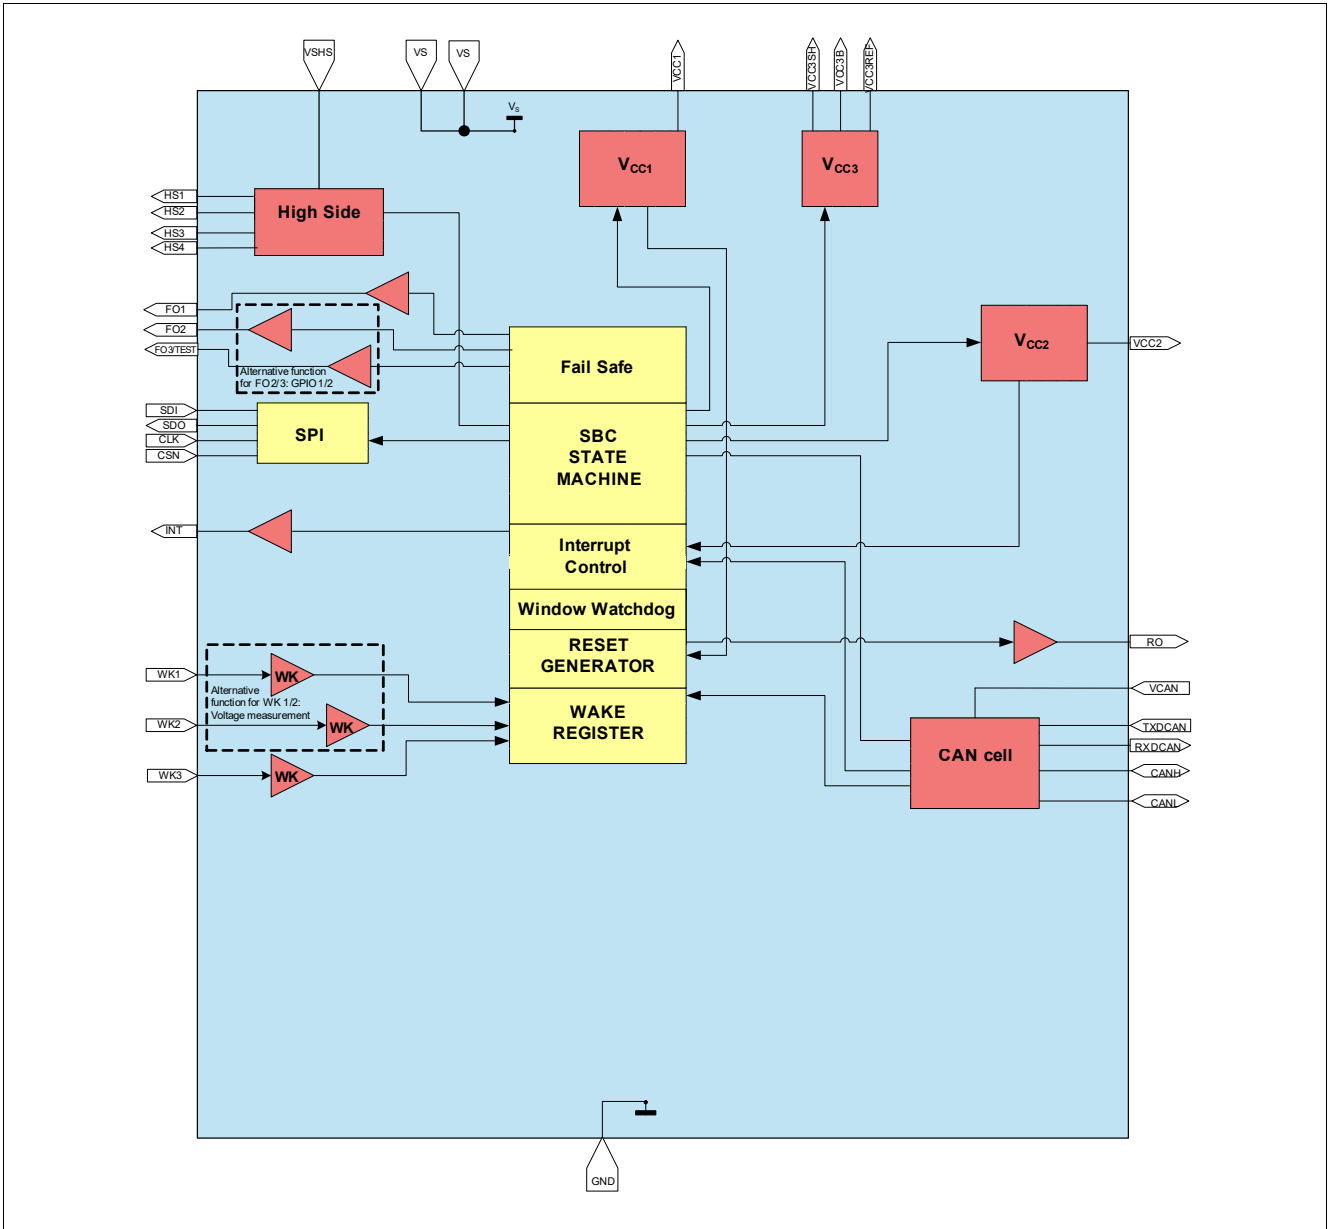 VSHS
VS
VS
VCC1
VCC3SH
VCC3B
VCC3REF
VS
VCC1
VCC3
HS1
HS2
HS3
HS4
High Side
FO1
FO2
FO3/TEST
Alternative function
for FO2/3: GPIO1/2
Fail Safe
VCC2
VCC2
SDI
SDO
CLK
CSN
SPI
SBC
STATE
MACHINE
INT
Interrupt
Control
Window Watchdog
RESET
GENERATOR
RO
WK1
WK
Alternative
function for WK 1/2:
Voltage measurement
WK2
WK
WK3
WK
WAKE
REGISTER
VCAN
TXDCAN
RXDCAN
CANH
CANL
CAN cell
GND